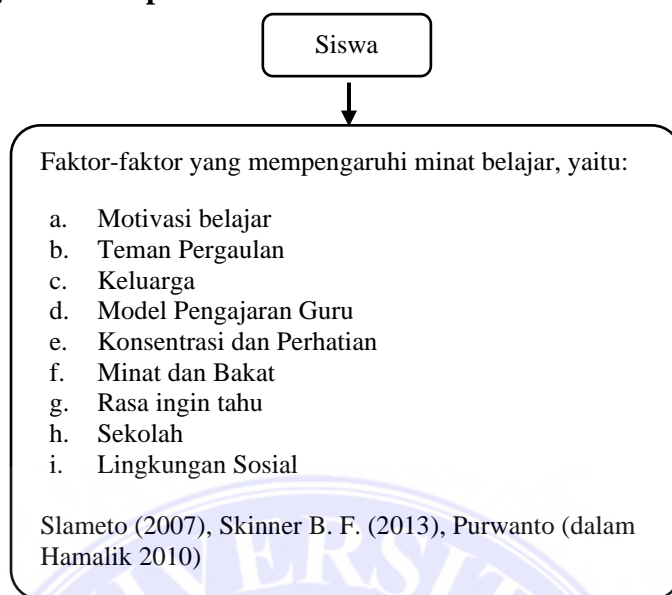 Siswa
Faktor-faktor yang mempengaruhi minat belajar, yaitu:
a. Motivasi belajar
b. Teman Pergaulan
c. Keluarga
d. Model Pengajaran Guru
e. Konsentrasi dan Perhatian
f. Minat dan Bakat
g. Rasa ingin tahu
h. Sekolah
i. Lingkungan Sosial
Slameto (2007), Skinner B. F. (2013), Purwanto (dalam
Hamalik 2010)